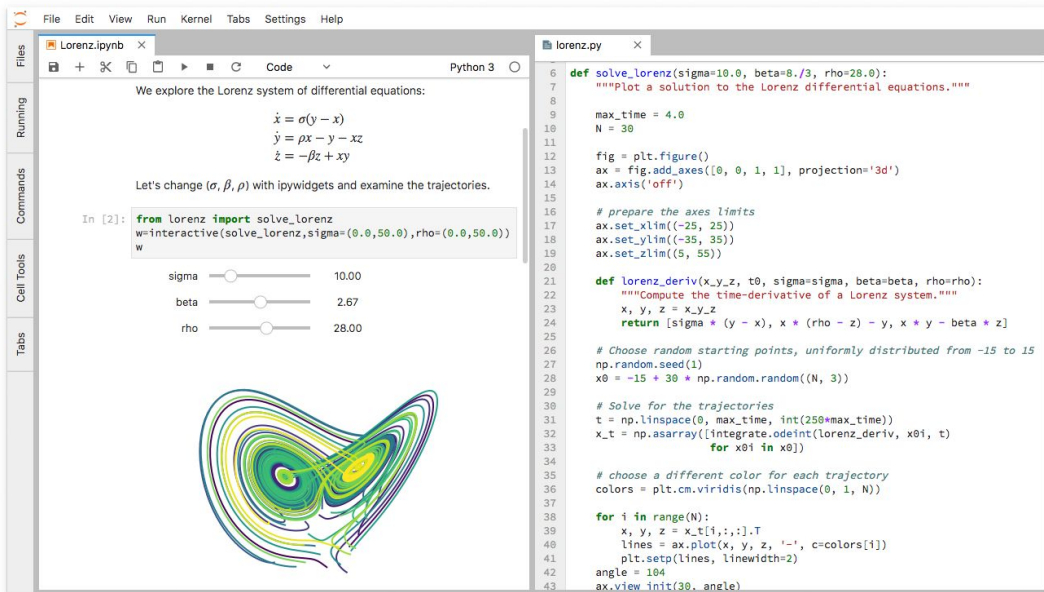 File Edit View Run Kernel Tabs Settings Help
Files
Running
Commands
Cell Tools
Tabs
Lorenz.ipynb ×
Code
Python 3
We explore the Lorenz system of differential equations:
ẋ = σ(y − x)
ẏ = ρx − y − xz
ż = −βz + xy
Let's change (σ, β, ρ) with ipywidgets and examine the trajectories.
In [2]: from lorenz import solve_lorenz
w=interactive(solve_lorenz,sigma=(0.0,50.0),rho=(0.0,50.0))
w
sigma 10.00
beta 2.67
rho 28.00
lorenz.py ×
6 def solve_lorenz(sigma=10.0, beta=8./3, rho=28.0):
7 """Plot a solution to the Lorenz differential equations."""
8
9 max_time = 4.0
10 N = 30
11
12 fig = plt.figure()
13 ax = fig.add_axes([0, 0, 1, 1], projection='3d')
14 ax.axis('off')
15
16 # prepare the axes limits
17 ax.set_xlim((-25, 25))
18 ax.set_ylim((-35, 35))
19 ax.set_zlim((5, 55))
20
21 def lorenz_deriv(x_y_z, t0, sigma=sigma, beta=beta, rho=rho):
22 """Compute the time-derivative of a Lorenz system."""
23 x, y, z = x_y_z
24 return [sigma * (y - x), x * (rho - z) - y, x * y - beta * z]
25
26 # Choose random starting points, uniformly distributed from -15 to 15
27 np.random.seed(1)
28 x0 = -15 + 30 * np.random.random((N, 3))
29
30 # Solve for the trajectories
31 t = np.linspace(0, max_time, int(250*max_time))
32 x_t = np.asarray([integrate.odeint(lorenz_deriv, x0i, t)
33 for x0i in x0])
34
35 # choose a different color for each trajectory
36 colors = plt.cm.viridis(np.linspace(0, 1, N))
37
38 for i in range(N):
39 x, y, z = x_t[i,:,:].T
40 lines = ax.plot(x, y, z, '-', c=colors[i])
41 plt.setp(lines, linewidth=2)
42 angle = 104
43 ax.view_init(30, angle)